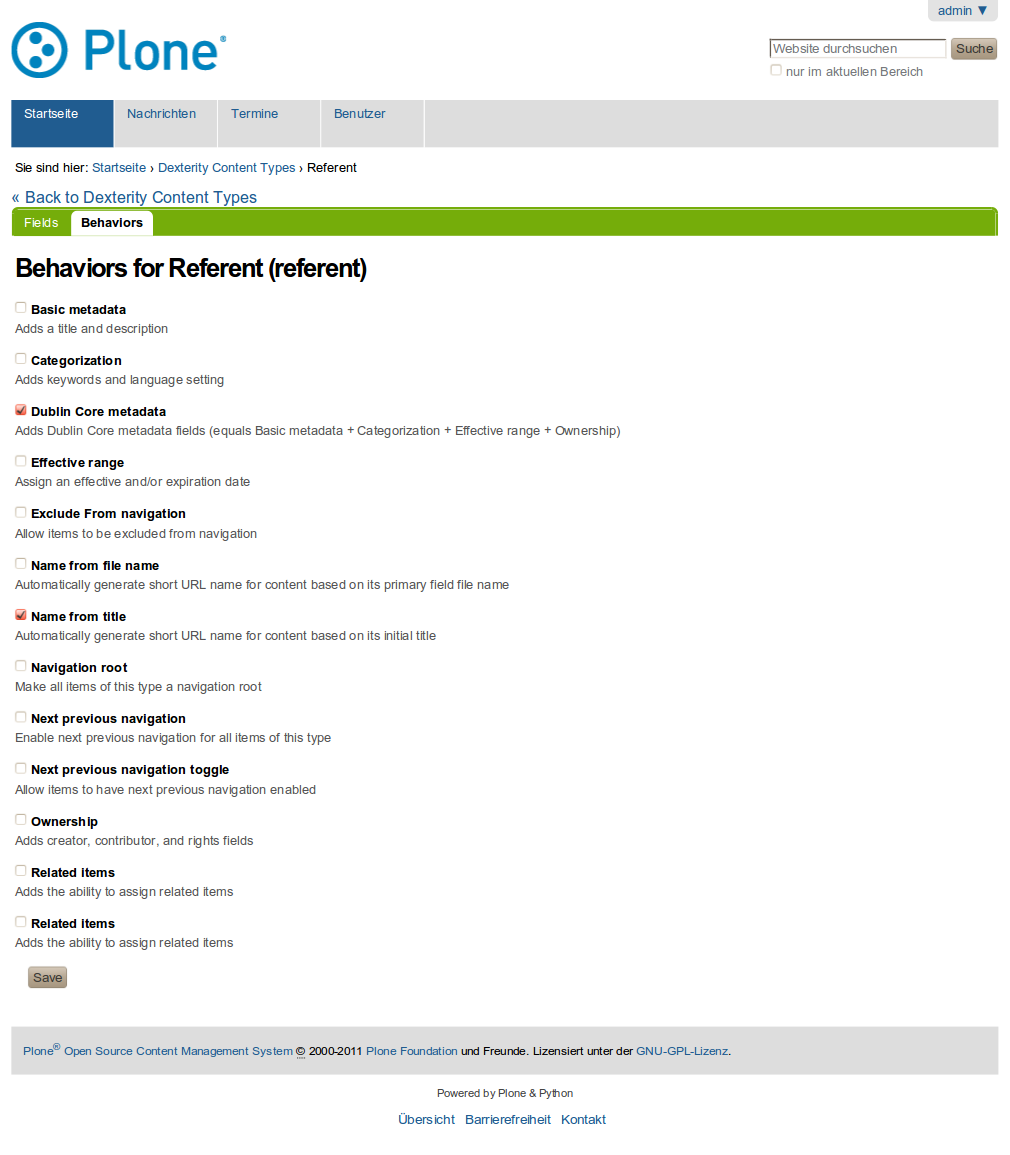 admin ▼
Plone®
Website durchsuchen Suche
nur im aktuellen Bereich
Startseite Nachrichten Termine Benutzer
Sie sind hier: Startseite › Dexterity Content Types › Referent
« Back to Dexterity Content Types
Fields Behaviors
Behaviors for Referent (referent)
Basic metadata
Adds a title and description
Categorization
Adds keywords and language setting
Dublin Core metadata
Adds Dublin Core metadata fields (equals Basic metadata + Categorization + Effective range + Ownership)
Effective range
Assign an effective and/or expiration date
Exclude From navigation
Allow items to be excluded from navigation
Name from file name
Automatically generate short URL name for content based on its primary field file name
Name from title
Automatically generate short URL name for content based on its initial title
Navigation root
Make all items of this type a navigation root
Next previous navigation
Enable next previous navigation for all items of this type
Next previous navigation toggle
Allow items to have next previous navigation enabled
Ownership
Adds creator, contributor, and rights fields
Related items
Adds the ability to assign related items
Related items
Adds the ability to assign related items
Save
Plone® Open Source Content Management System © 2000-2011 Plone Foundation und Freunde. Lizensiert unter der GNU-GPL-Lizenz.
Powered by Plone & Python
Übersicht Barrierefreiheit Kontakt